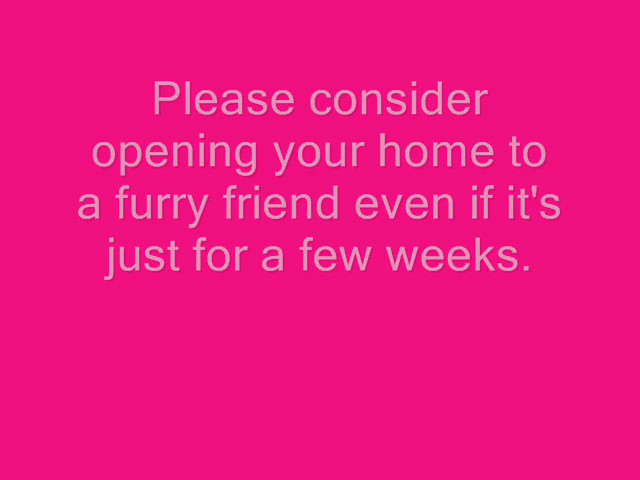 Please consider
opening your home to
a furry friend even if it's
just for a few weeks.